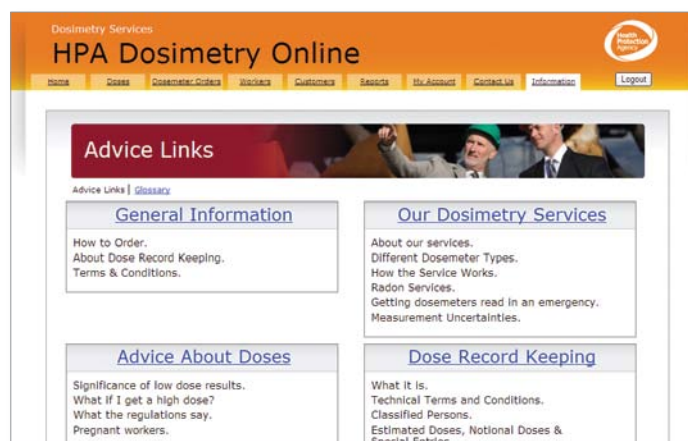 Dosimetry Services
HPA Dosimetry Online
Health
Protection
Agency
Home Doses Dosemeter Orders Workers Customers Reports My Account Contact Us Information Logout
Advice Links
Advice Links | Glossary
General Information
How to Order.
About Dose Record Keeping.
Terms & Conditions.
Our Dosimetry Services
About our services.
Different Dosemeter Types.
How the Service Works.
Radon Services.
Getting dosemeters read in an emergency.
Measurement Uncertainties.
Advice About Doses
Significance of low dose results.
What if I get a high dose?
What the regulations say.
Pregnant workers.
Dose Record Keeping
What it is.
Technical Terms and Conditions.
Classified Persons.
Estimated Doses, Notional Doses &
Special Entries